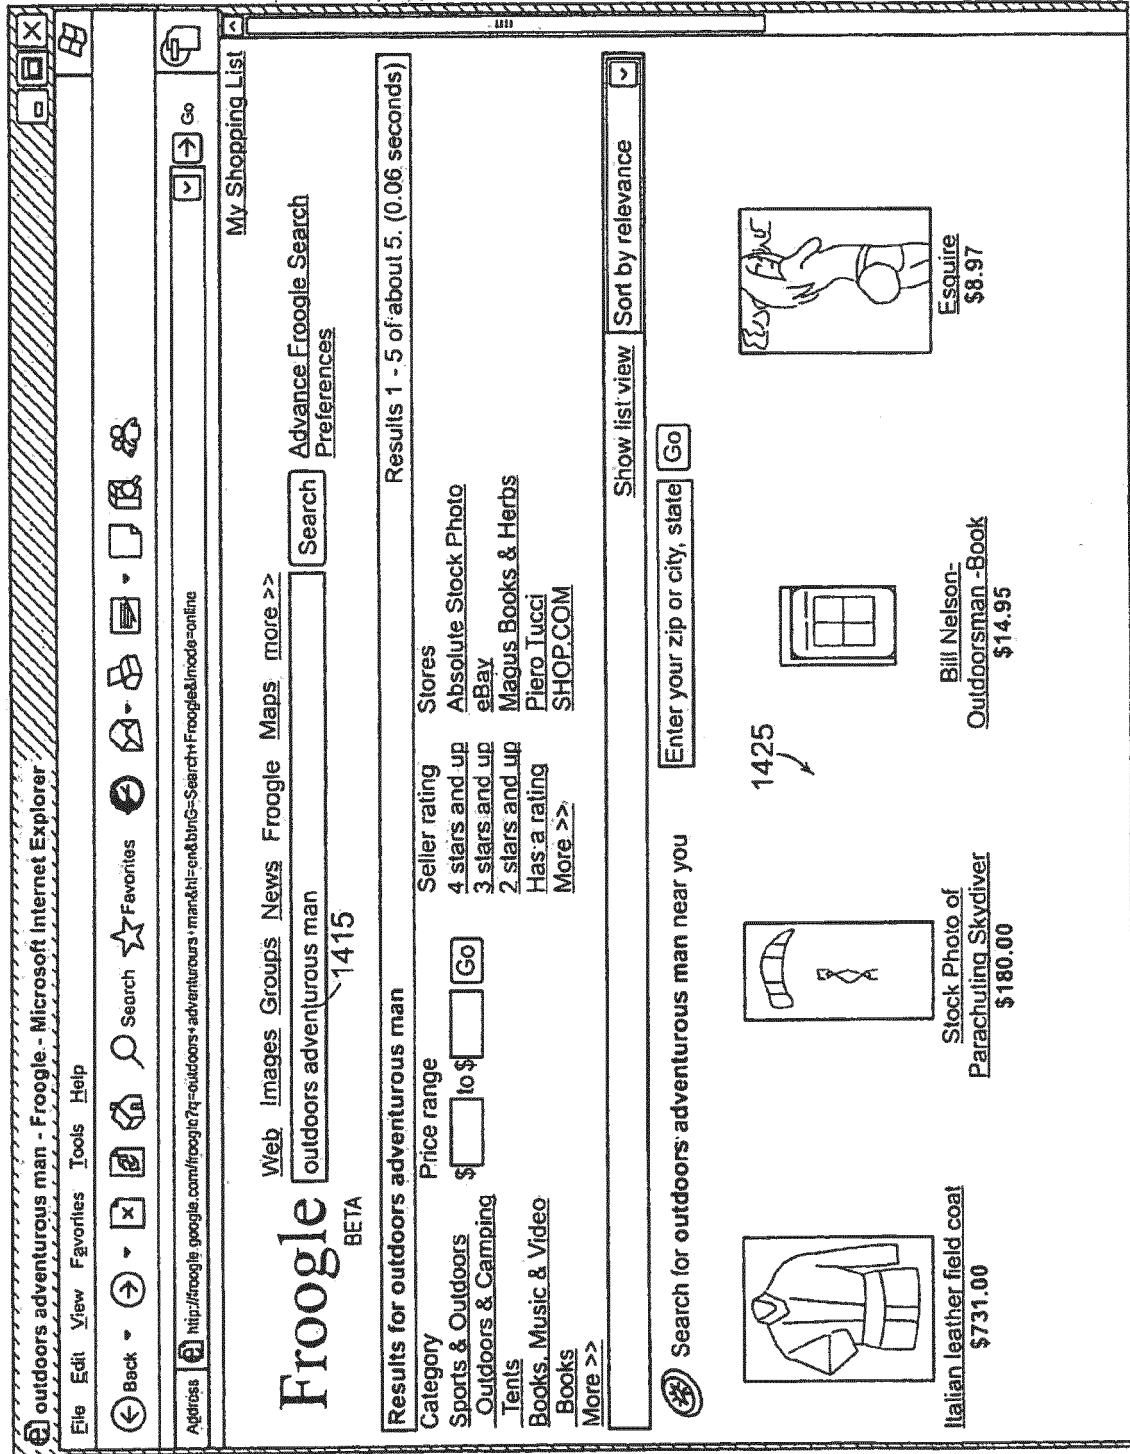 outdoors adventurous man - Froogle - Microsoft Internet Explorer
File Edit View Favorites Tools Help
Back Search Favorites
Address http://froogle.google.com/froogle?q=outdoors+adventurours+man&hl=en&btnG=Search+Froogle&lmode=online Go
My Shopping List
Web Images Groups News Froogle Maps more >>
Froogle
BETA
outdoors adventurous man
Search
Advance Froogle Search
Preferences
1415
Results for outdoors adventurous man Results 1 - 5 of about 5. (0.06 seconds)
Category Price range Seller rating Stores
Sports & Outdoors $ to $ Go 4 stars and up Absolute Stock Photo
Outdoors & Camping 3 stars and up eBay
Tents 2 stars and up Magus Books & Herbs
Books, Music & Video Has a rating Piero Tucci
Books More >> SHOP.COM
More >>
Show list view Sort by relevance
Search for outdoors adventurous man near you Enter your zip or city, state Go
1425
Italian leather field coat
$731.00
Stock Photo of
Parachuting Skydiver
$180.00
Bill Nelson-
Outdoorsman -Book
$14.95
Esquire
$8.97